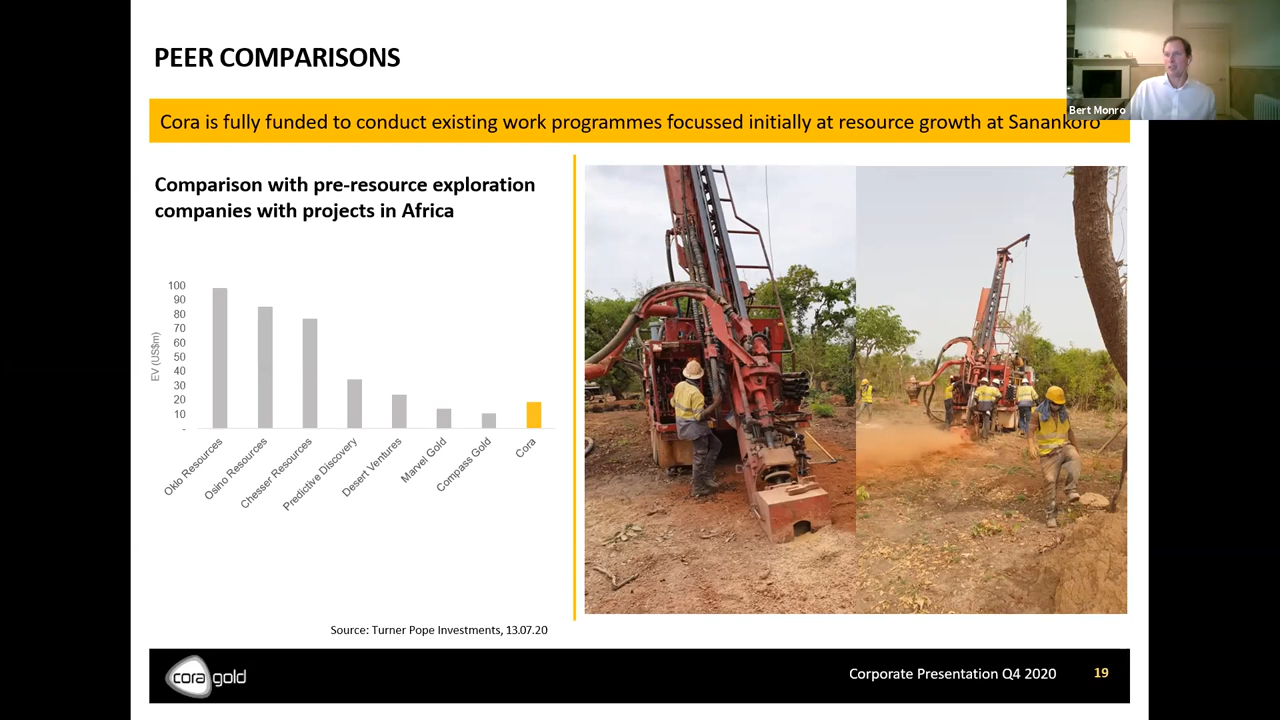 PEER COMPARISONS
Bert Monro
Cora is fully funded to conduct existing work programmes focussed initially at resource growth at Sanankoro
Comparison with pre-resource exploration
companies with projects in Africa
100
90
80
70
60
50
40
30
20
10
-
EV (US$m)
Oklo Resources
Osino Resources
Chesser Resources
Predictive Discovery
Desert Ventures
Marvel Gold
Compass Gold
Cora
Source: Turner Pope Investments, 13.07.20
cora gold
Corporate Presentation Q4 2020
19